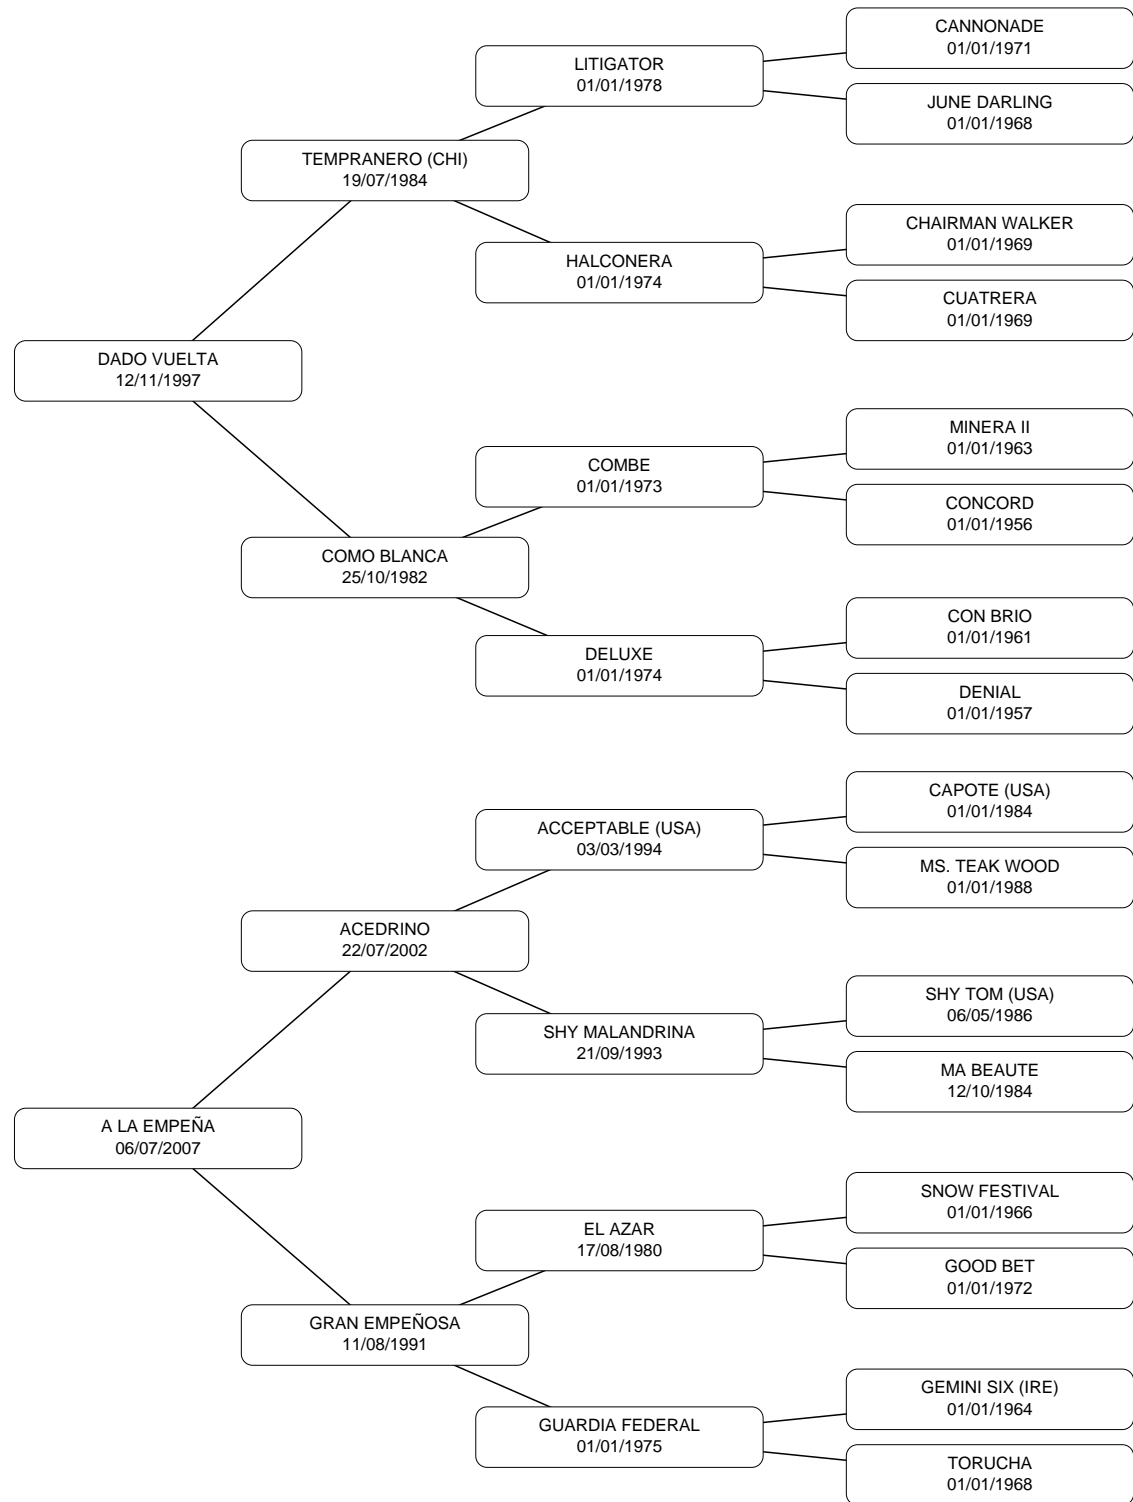 CANNONADE
01/01/1971
LITIGATOR
01/01/1978
JUNE DARLING
01/01/1968
TEMPRANERO (CHI)
19/07/1984
CHAIRMAN WALKER
01/01/1969
HALCONERA
01/01/1974
CUATRERA
01/01/1969
DADO VUELTA
12/11/1997
MINERA II
01/01/1963
COMBE
01/01/1973
CONCORD
01/01/1956
COMO BLANCA
25/10/1982
CON BRIO
01/01/1961
DELUXE
01/01/1974
DENIAL
01/01/1957
CAPOTE (USA)
01/01/1984
ACCEPTABLE (USA)
03/03/1994
MS. TEAK WOOD
01/01/1988
ACEDRINO
22/07/2002
SHY TOM (USA)
06/05/1986
SHY MALANDRINA
21/09/1993
MA BEAUTE
12/10/1984
A LA EMPEÑA
06/07/2007
SNOW FESTIVAL
01/01/1966
EL AZAR
17/08/1980
GOOD BET
01/01/1972
GRAN EMPEÑOSA
11/08/1991
GEMINI SIX (IRE)
01/01/1964
GUARDIA FEDERAL
01/01/1975
TORUCHA
01/01/1968